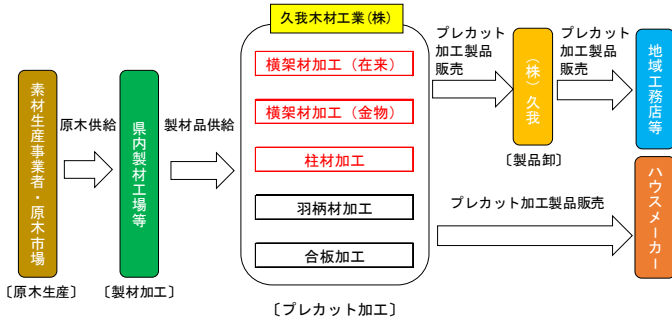 素材生産事業者・原木市場
〔原木生産〕
原木供給
県内製材工場等
〔製材加工〕
製材品供給
久我木材工業(株)
横架材加工（在来）
横架材加工（金物）
柱材加工
羽柄材加工
合板加工
〔プレカット加工〕
プレカット
加工製品
販売
（株）久我
〔製品卸〕
プレカット
加工製品
販売
地域工務店等
プレカット加工製品販売
ハウスメーカー